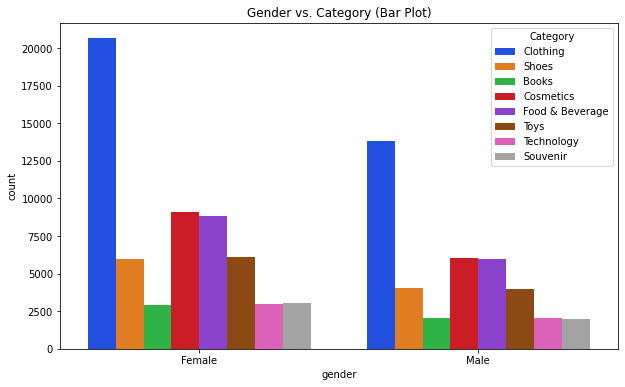 Gender vs. Category (Bar Plot)
Category
Clothing
Shoes
Books
Cosmetics
Food & Beverage
Toys
Technology
Souvenir
20000
17500
15000
12500
10000
7500
5000
2500
0
count
Female
Male
gender